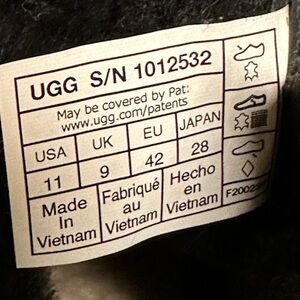 UGG S/N 1012532
May be covered by Pat:
www.ugg.com/patents
USA UK EU JAPAN
11 9 42 28
Made in Vietnam
Fabriqué au Vietnam
Hecho en Vietnam